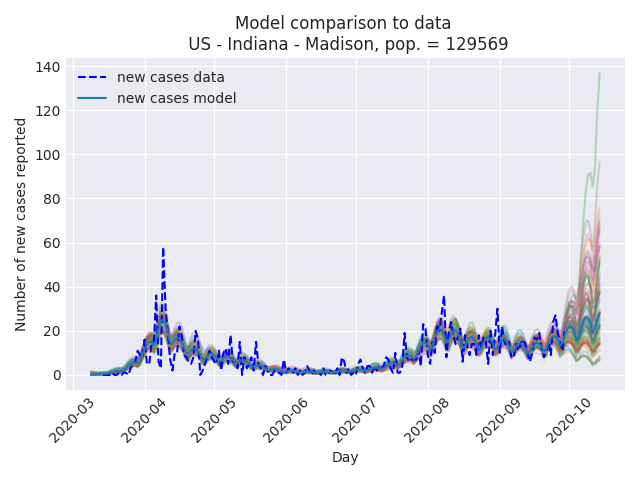 Model comparison to data
US - Indiana - Madison, pop. = 129569
new cases data
new cases model
Number of new cases reported
140
120
100
80
60
40
20
0
2020-03
2020-04
2020-05
2020-06
2020-07
2020-08
2020-09
2020-10
Day